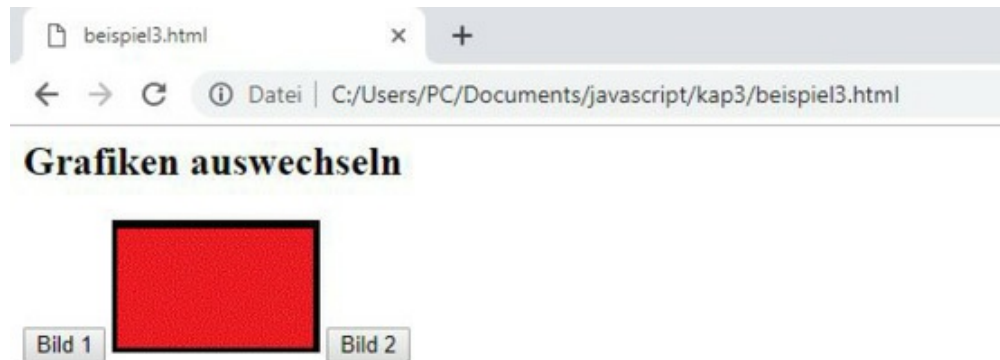 beispiel3.html
Datei | C:/Users/PC/Documents/javascript/kap3/beispiel3.html
Grafiken auswechseln
Bild 1 Bild 2